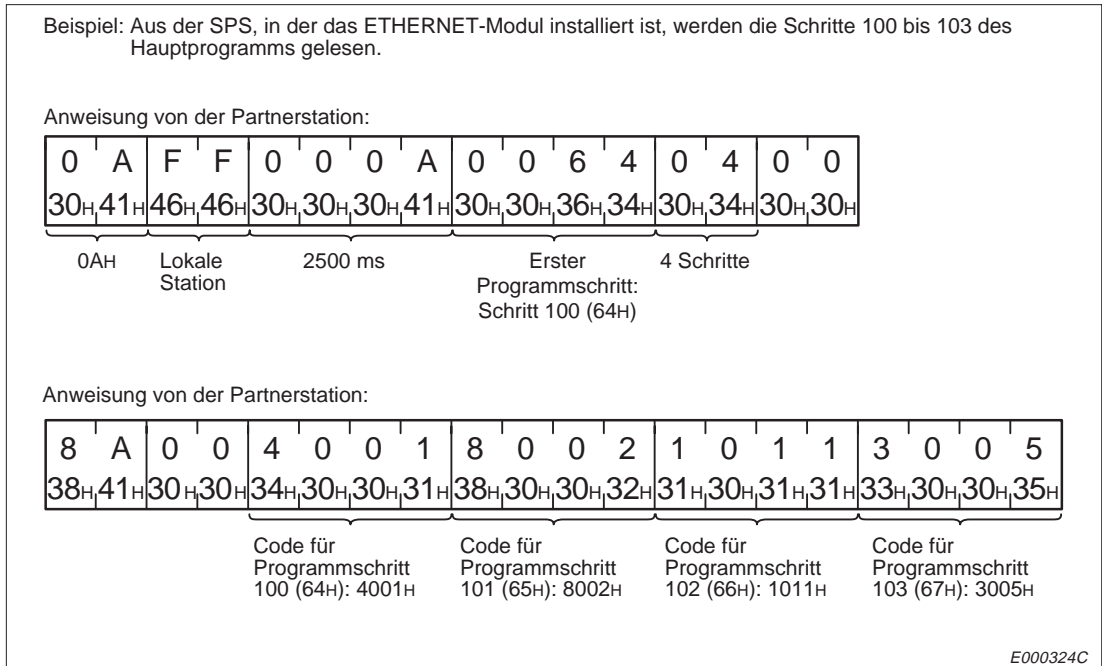 Beispiel: Aus der SPS, in der das ETHERNET-Modul installiert ist, werden die Schritte 100 bis 103 des
Hauptprogramms gelesen.
Anweisung von der Partnerstation:
0 A F F 0 0 0 A 0 0 6 4 0 4 0 0
30H 41H 46H 46H 30H 30H 30H 41H 30H 30H 36H 34H 30H 34H 30H 30H
0AH Lokale 2500 ms Erster 4 Schritte
Station Programmschritt:
Schritt 100 (64H)
Anweisung von der Partnerstation:
8 A 0 0 4 0 0 1 8 0 0 2 1 0 1 1 3 0 0 5
38H 41H 30H 30H 34H 30H 30H 31H 38H 30H 30H 32H 31H 30H 31H 31H 33H 30H 30H 35H
Code für Code für Code für Code für
Programmschritt Programmschritt Programmschritt Programmschritt
100 (64H): 4001H 101 (65H): 8002H 102 (66H): 1011H 103 (67H): 3005H
E000324C